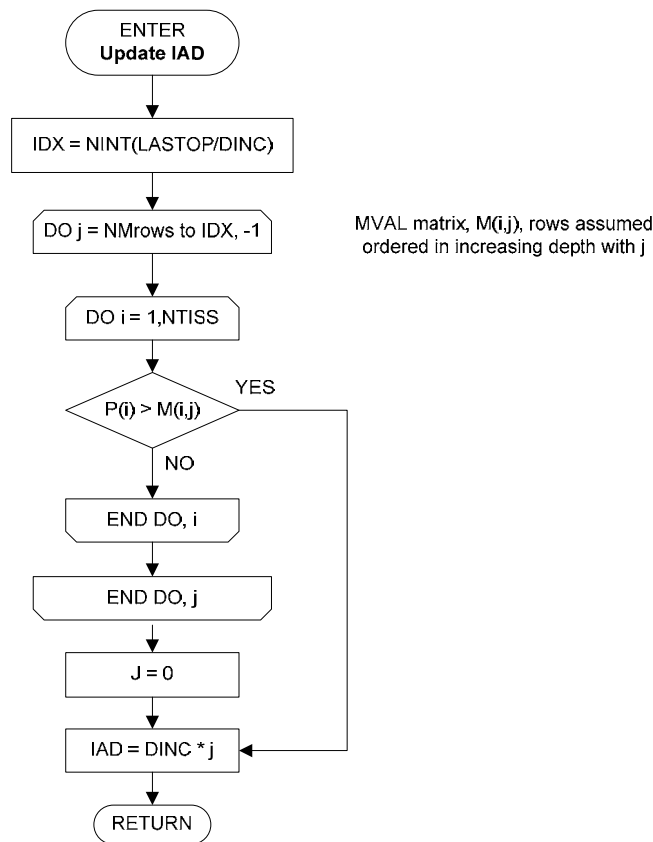 ENTER
Update IAD
IDX = NINT(LASTOP/DINC)
DO j = NMrows to IDX, -1
MVAL matrix, M(i,j), rows assumed
ordered in increasing depth with j
DO i = 1,NTISS
YES
P(i) > M(i,j)
NO
END DO, i
END DO, j
J = 0
IAD = DINC * j
RETURN